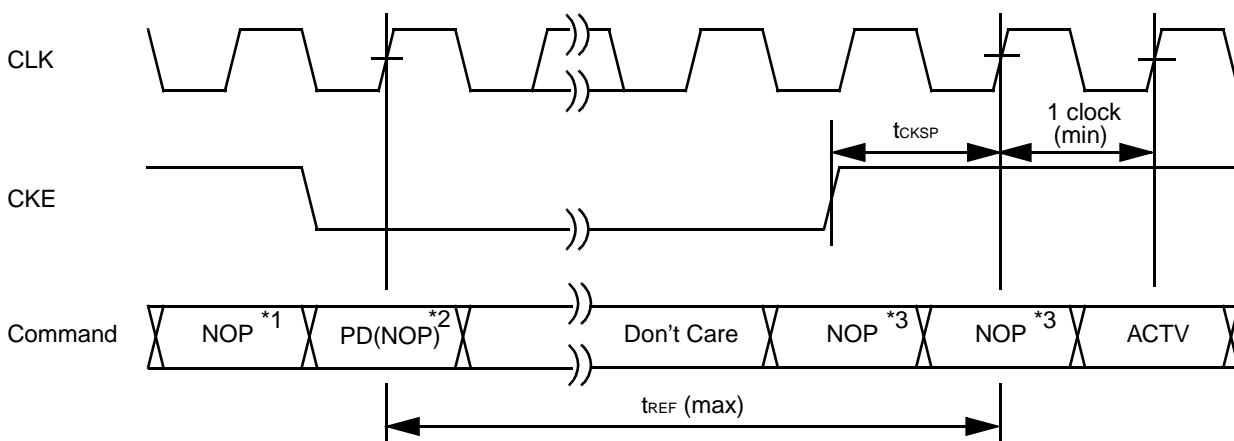 CLK
tCKSP
1 clock
(min)
CKE
Command
NOP *1
PD(NOP) *2
Don't Care
NOP *3
NOP *3
ACTV
tREF (max)